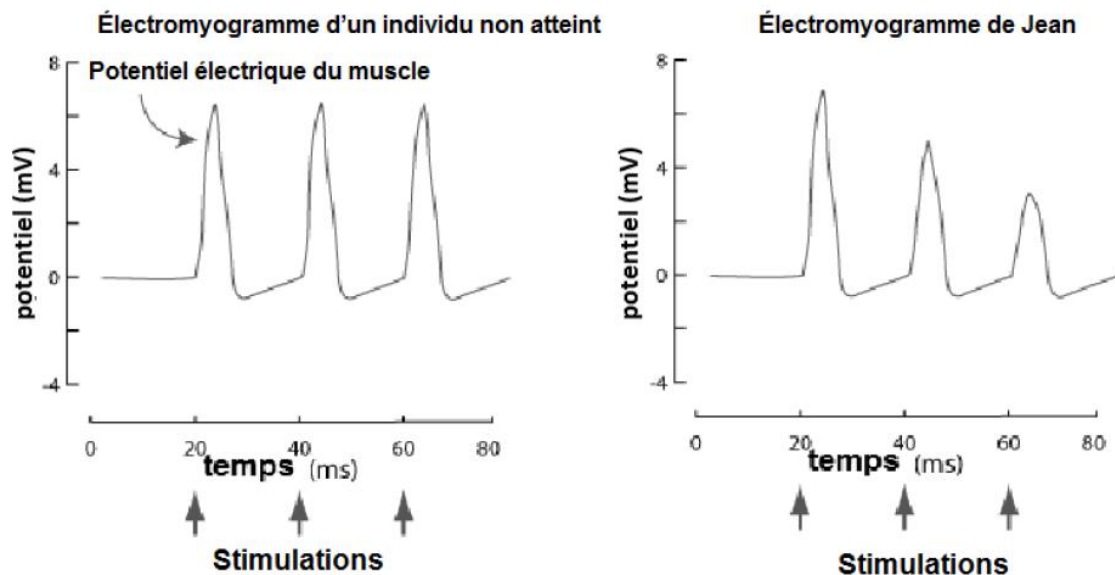 Électromyogramme d'un individu non atteint
Potentiel électrique du muscle
potentiel (mV)
8
4
0
-4
0 20 40 60 80
temps (ms)
Stimulations
Électromyogramme de Jean
potentiel (mV)
8
4
0
-4
0 20 40 60 80
temps (ms)
Stimulations